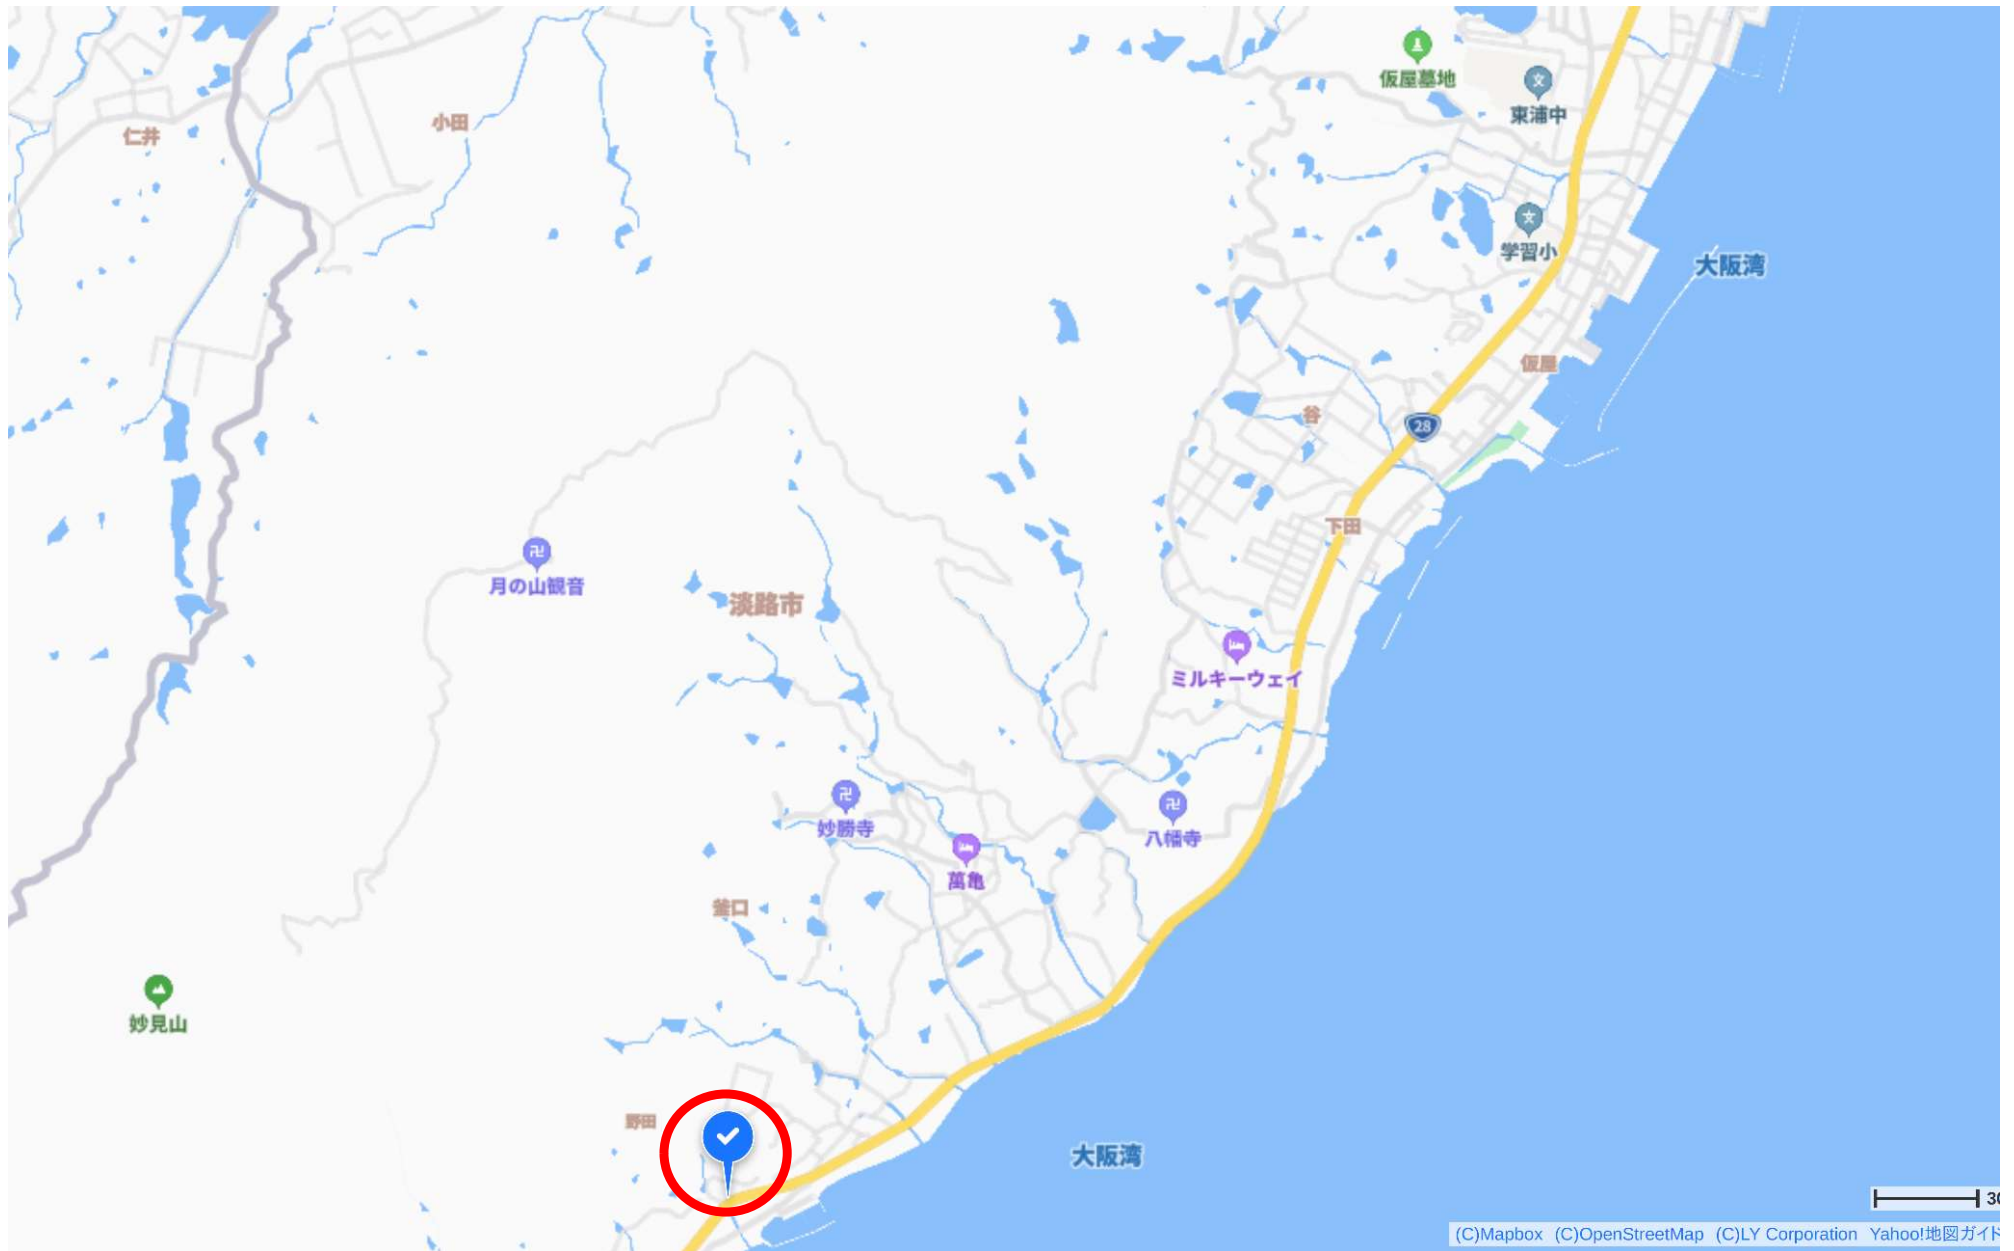 仮屋墓地
東浦中
小田
仁井
学習小
大阪湾
仮屋
谷
28
下田
月の山観音
淡路市
ミルキーウェイ
妙勝寺
八幡寺
萬亀
釜口
妙見山
野田
大阪湾
(C)Mapbox (C)OpenStreetMap (C)LY Corporation Yahoo!地図ガイド